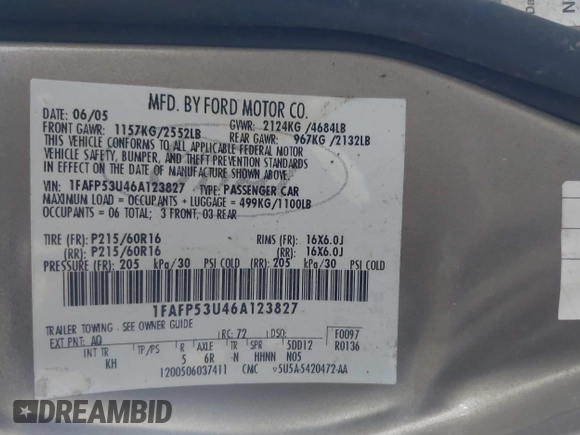 MFD. BY FORD MOTOR CO.
DATE: 06/05 GVWR: 2124KG /4684LB
FRONT GAWR: 1157KG/2552LB REAR GAWR: 967KG /2132LB
THIS VEHICLE CONFORMS TO ALL APPLICABLE FEDERAL MOTOR
VEHICLE SAFETY, BUMPER, AND THEFT PREVENTION STANDARDS
IN EFFECT ON THE DATE OF MANUFACTURE SHOWN ABOVE.
VIN: 1FAFP53U46A123827 TYPE: PASSENGER CAR
MAXIMUM LOAD = OCCUPANTS + LUGGAGE = 499KG/1100LB
OCCUPANTS = 06 TOTAL; 3 FRONT, 03 REAR
TIRE (FR): P215/60R16 RIMS (FR): 16X6.0J
(RR): P215/60R16 (RR): 16X6.0J
PRESSURE (FR): 205 kPa/30 PSI COLD (RR): 205 kPa/30 PSI COLD
1FAFP53U46A123827
TRAILER TOWING - SEE OWNER GUIDE
EXT PNT: AQ RC: 72 DSO: F0097
INT TR TP/PS R AXLE TR SPR 5DD12 R0136
KH 5 6R N HHNN N05
1200506037411 CMC v5U5A-5420472-AA
DREAMBID